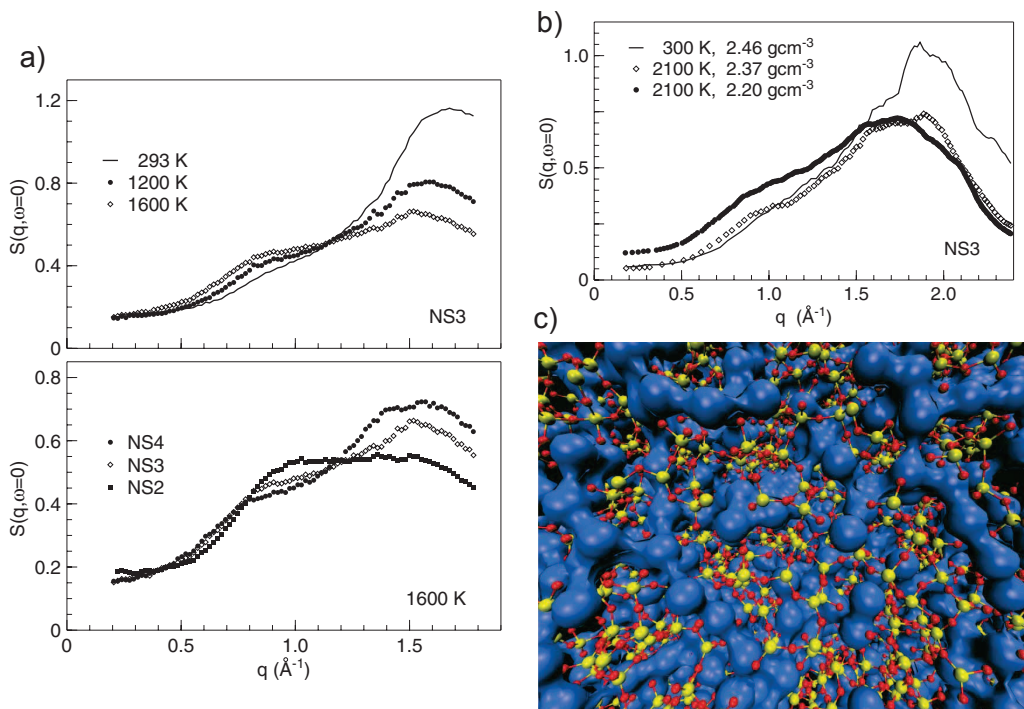 a)
S(q,ω=0)
1.2
0.8
0.4
0
293 K
1200 K
1600 K
NS3
S(q,ω=0)
0.8
0.6
0.4
0.2
0
NS4
NS3
NS2
1600 K
0 0.5 1.0 1.5
q (Å⁻¹)
b)
S(q,ω=0)
1.0
0.5
0
300 K, 2.46 gcm⁻³
2100 K, 2.37 gcm⁻³
2100 K, 2.20 gcm⁻³
NS3
0 0.5 1.0 1.5 2.0
q (Å⁻¹)
c)